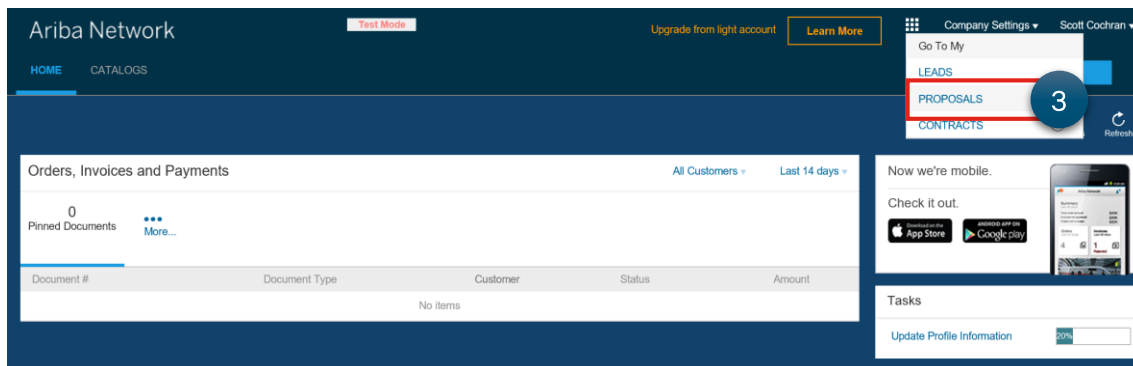 Ariba Network
Test Mode
Upgrade from light account
Learn More
Company Settings
Scott Cochran
HOME
CATALOGS
Go To My
LEADS
PROPOSALS
3
CONTRACTS
Refresh
Orders, Invoices and Payments
All Customers
Last 14 days
0
Pinned Documents
More...
Document #
Document Type
Customer
Status
Amount
No items
Now we're mobile.
Check it out.
Download on the
App Store
ANDROID APP ON
Google play
Tasks
Update Profile Information
20%